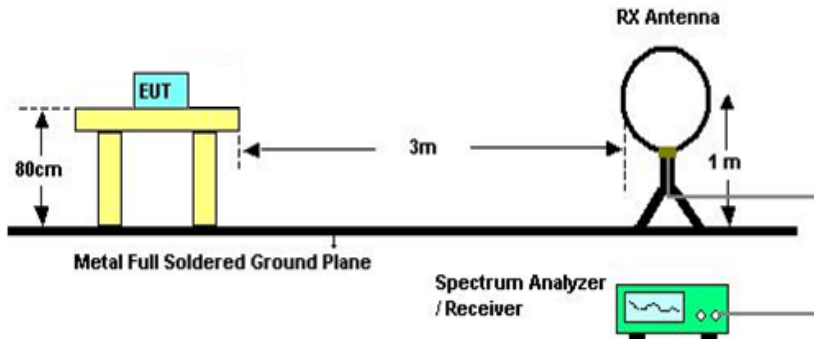 RX Antenna
EUT
3m
80cm
1 m
Metal Full Soldered Ground Plane
Spectrum Analyzer
/ Receiver